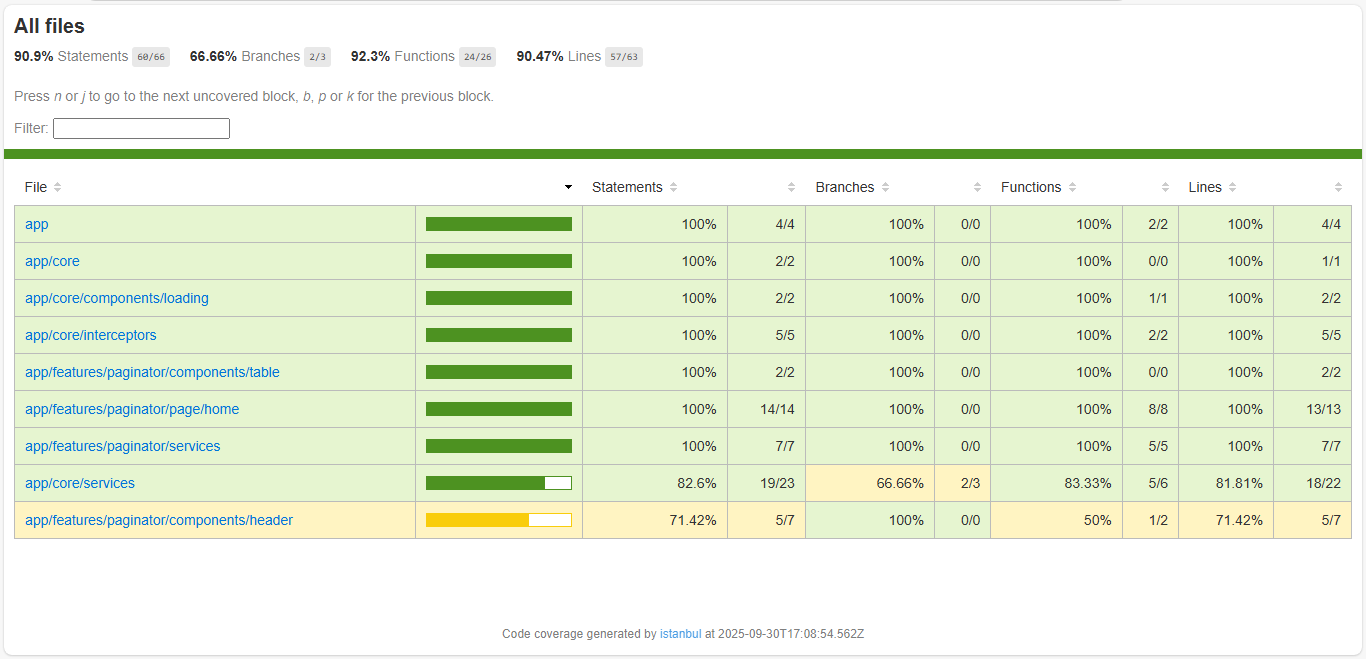 All files
90.9% Statements 60/66 66.66% Branches 2/3 92.3% Functions 24/26 90.47% Lines 57/63
Press n or j to go to the next uncovered block, b, p or k for the previous block.
Filter:
File Statements Branches Functions Lines
app 100% 4/4 100% 0/0 100% 2/2 100% 4/4
app/core 100% 2/2 100% 0/0 100% 0/0 100% 1/1
app/core/components/loading 100% 2/2 100% 0/0 100% 1/1 100% 2/2
app/core/interceptors 100% 5/5 100% 0/0 100% 2/2 100% 5/5
app/features/paginator/components/table 100% 2/2 100% 0/0 100% 0/0 100% 2/2
app/features/paginator/page/home 100% 14/14 100% 0/0 100% 8/8 100% 13/13
app/features/paginator/services 100% 7/7 100% 0/0 100% 5/5 100% 7/7
app/core/services 82.6% 19/23 66.66% 2/3 83.33% 5/6 81.81% 18/22
app/features/paginator/components/header 71.42% 5/7 100% 0/0 50% 1/2 71.42% 5/7
Code coverage generated by istanbul at 2025-09-30T17:08:54.562Z